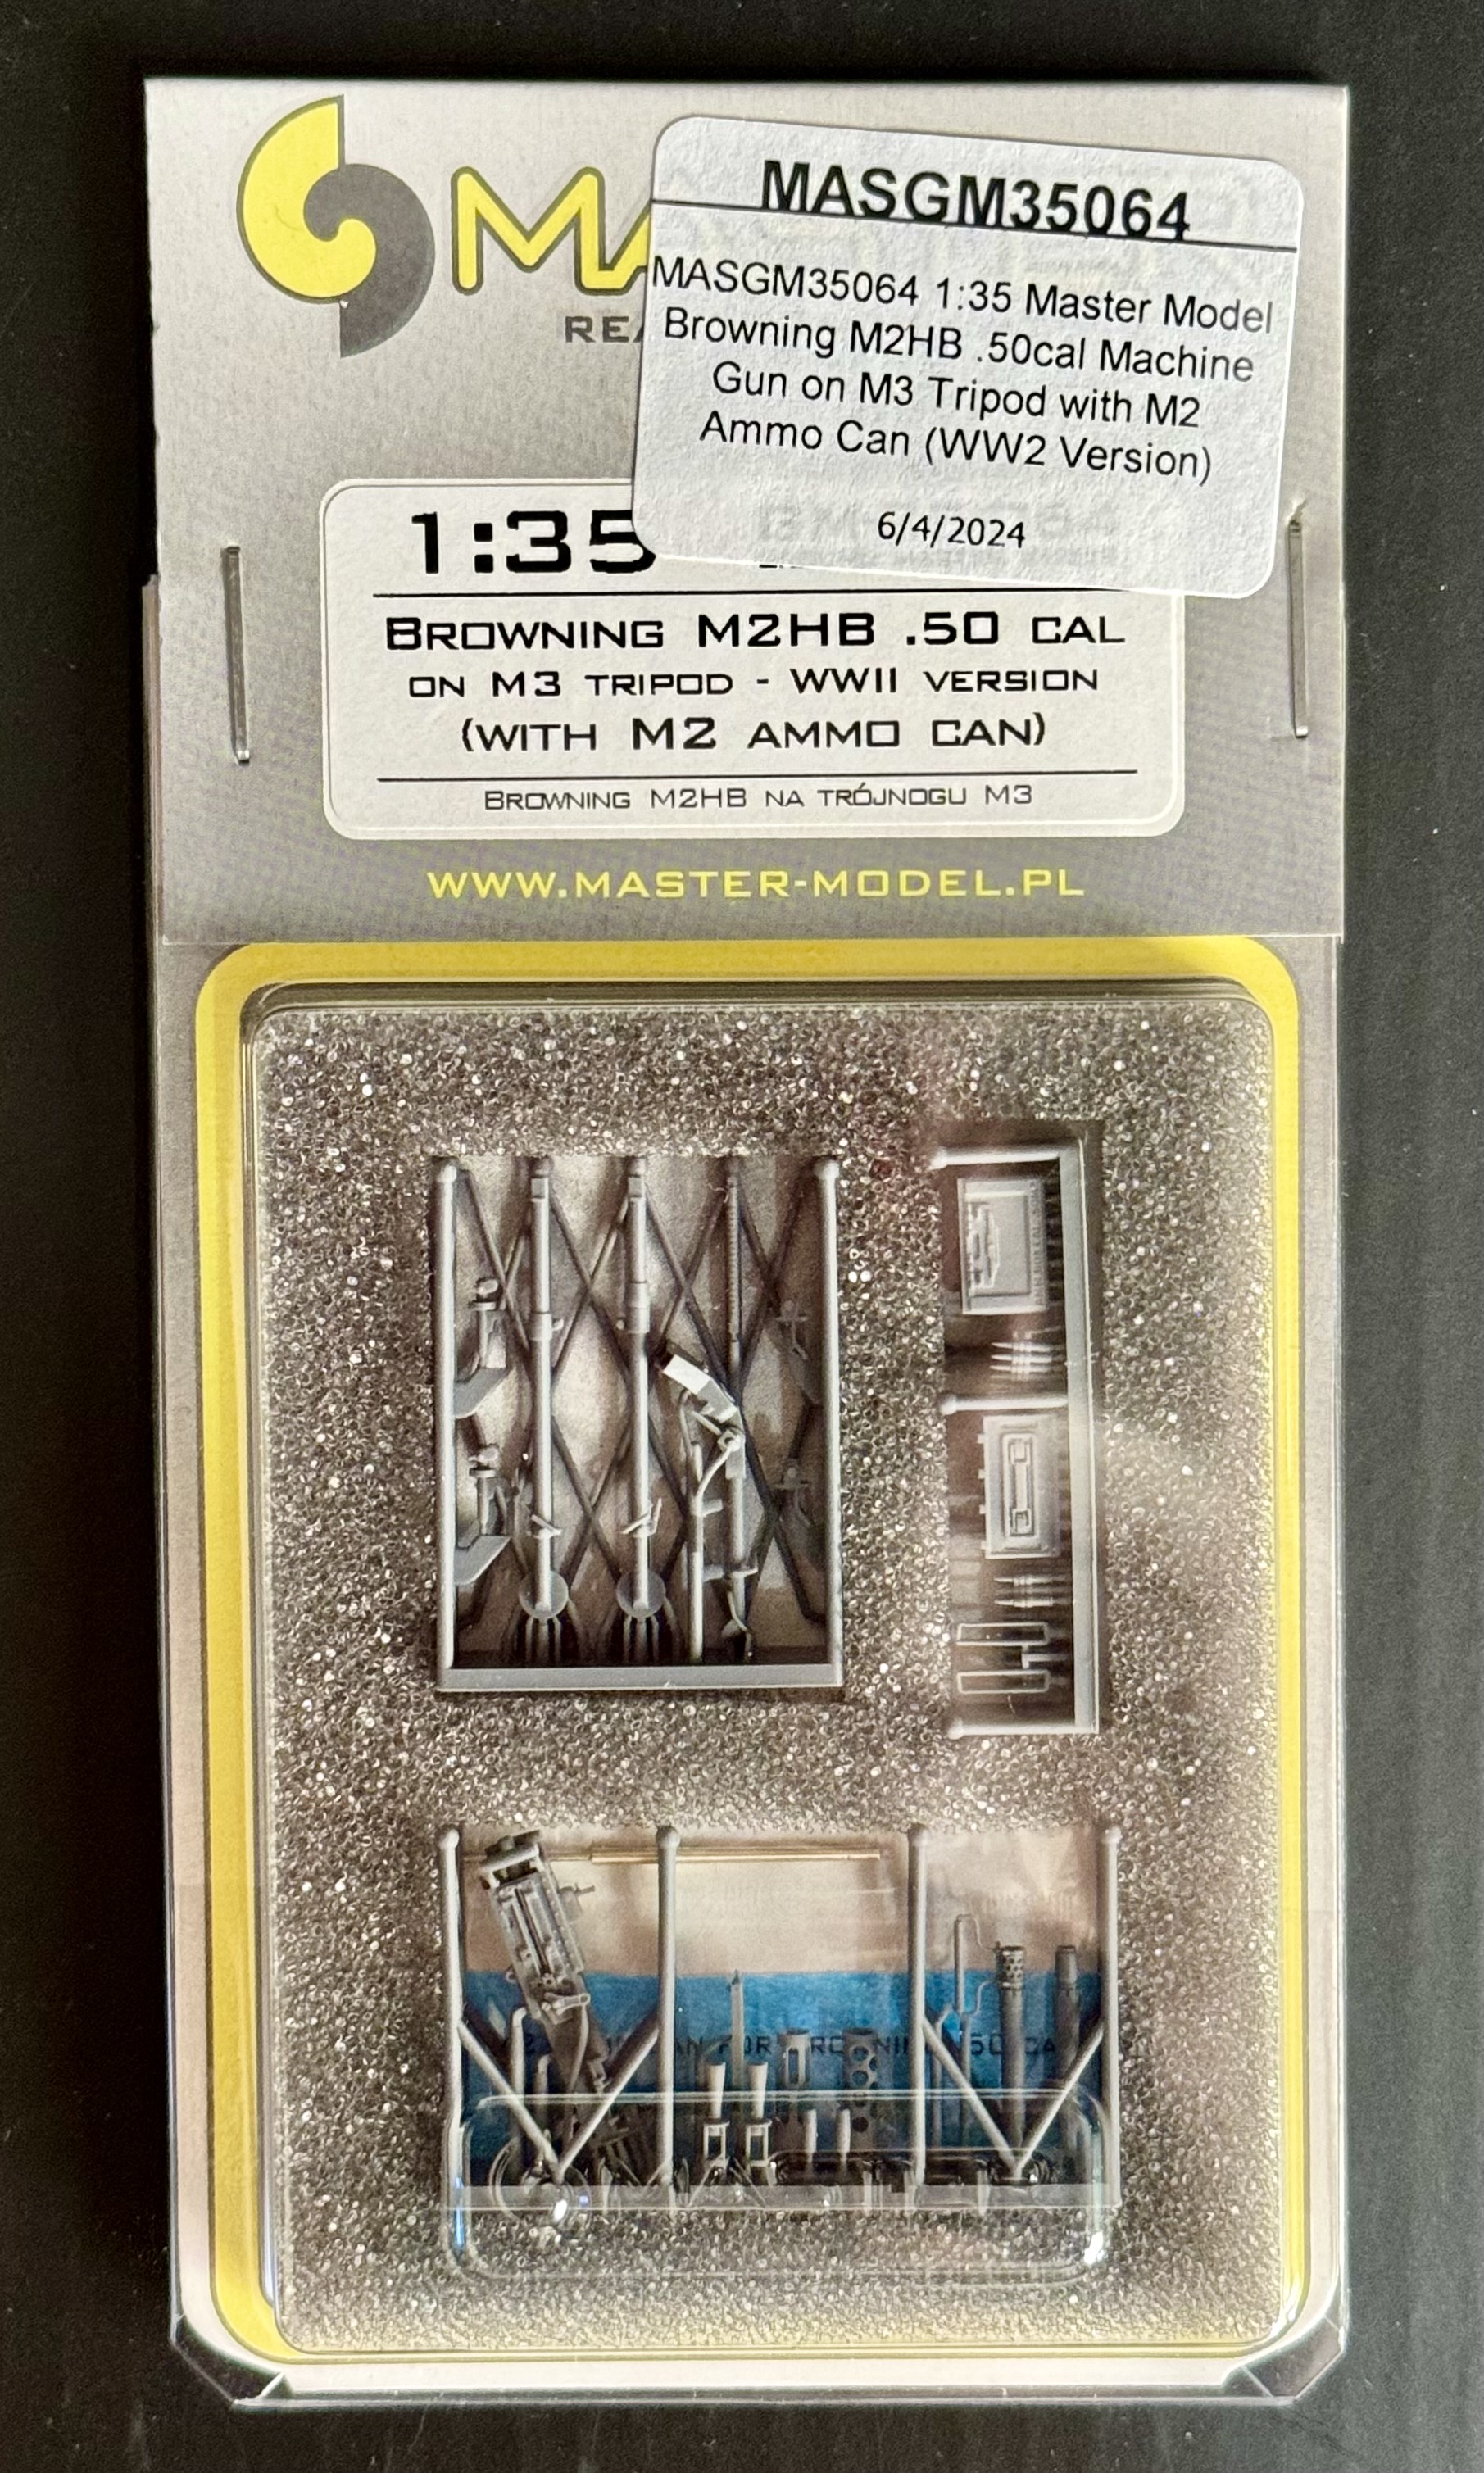 MASGM35064
MASGM35064 1:35 Master Model
Browning M2HB .50cal Machine
Gun on M3 Tripod with M2
Ammo Can (WW2 Version)
6/4/2024
1:35
BROWNING M2HB .50 CAL
ON M3 TRIPOD - WWII VERSION
(WITH M2 AMMO CAN)
BROWNING M2HB NA TRÓJNOGU M3
WWW.MASTER-MODEL.PL